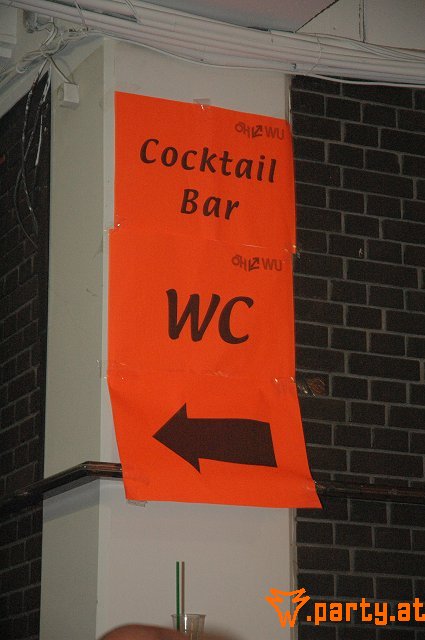 ÖH WU
Cocktail
Bar
ÖH WU
WC
.party.at